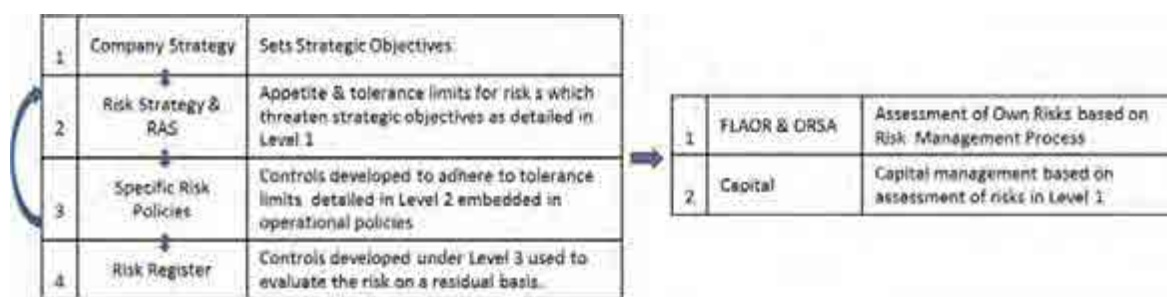 1 Company Strategy Sets Strategic Objectives
2 Risk Strategy & RAS
Appetite & tolerance limits for risk s which
threaten strategic objectives as detailed in
Level 1
3 Specific Risk Policies
Controls developed to adhere to tolerance
limits detailed in Level 2 embedded in
operational policies
4 Risk Register
Controls developed under Level 3 used to
evaluate the risk on a residual basis.
1 FLAOR & ORSA
Assessment of Own Risks based on
Risk Management Process
2 Capital
Capital management based on
assessment of risks in Level 1